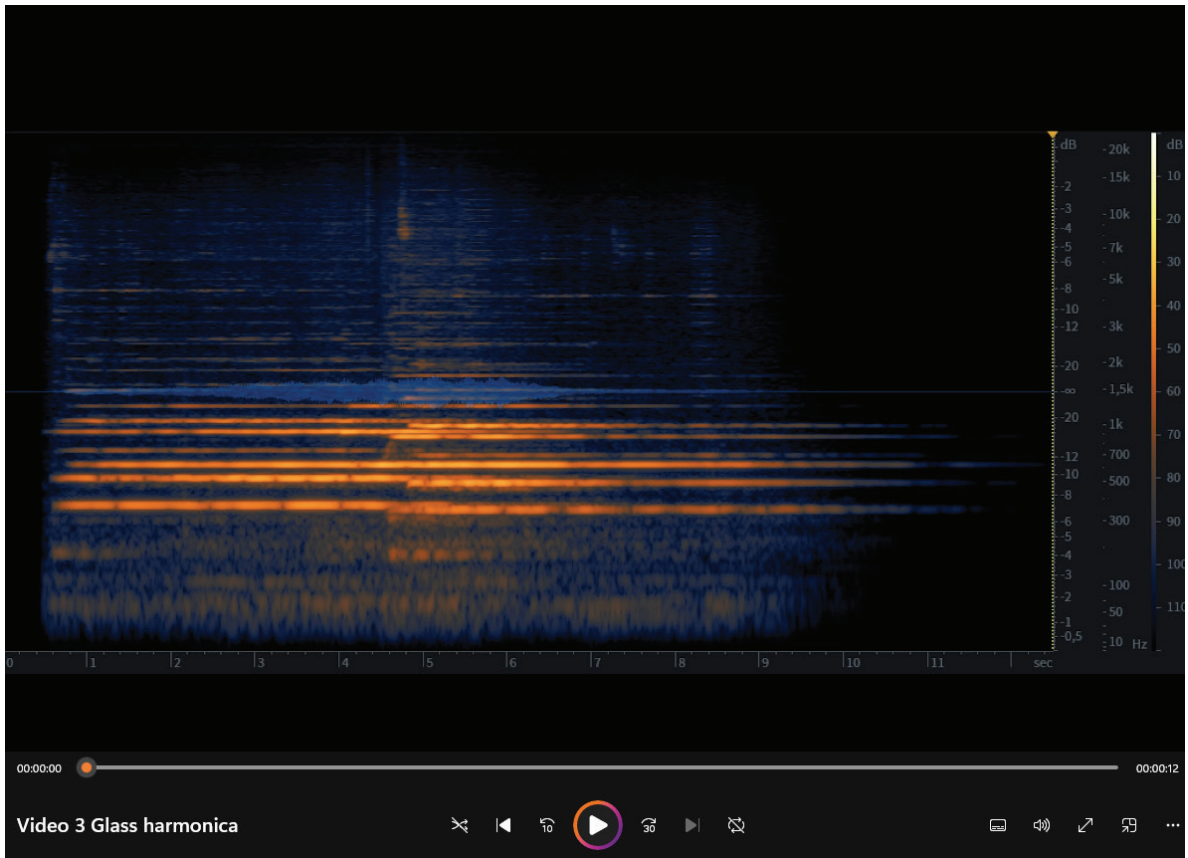 dB
-2
-3
-4
-5
-6
-8
-10
-12
-20
-∞
-20
-12
-10
-8
-6
-5
-4
-3
-2
-1
-0,5
-20k
-15k
-10k
-7k
-5k
-3k
-2k
-1,5k
-1k
-700
-500
-300
-100
-50
-10 Hz
dB
10
20
30
40
50
60
70
80
90
100
110
0 1 2 3 4 5 6 7 8 9 10 11 sec
00:00:00 00:00:12
Video 3 Glass harmonica 10 30